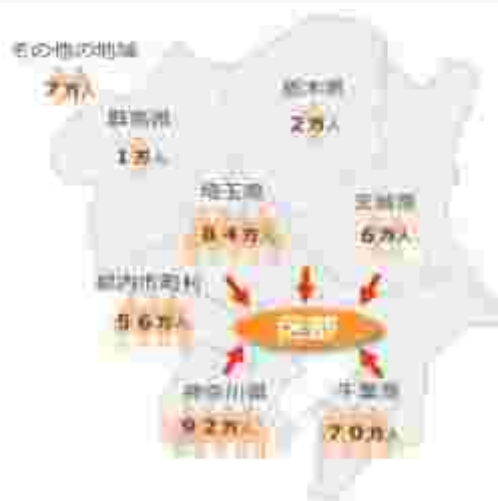 その他の地域
7万人
栃木県
2万人
群馬県
1万人
埼玉県
84万人
茨城県
6万人
都内市町村
56万人
神奈川県
92万人
千葉県
70万人